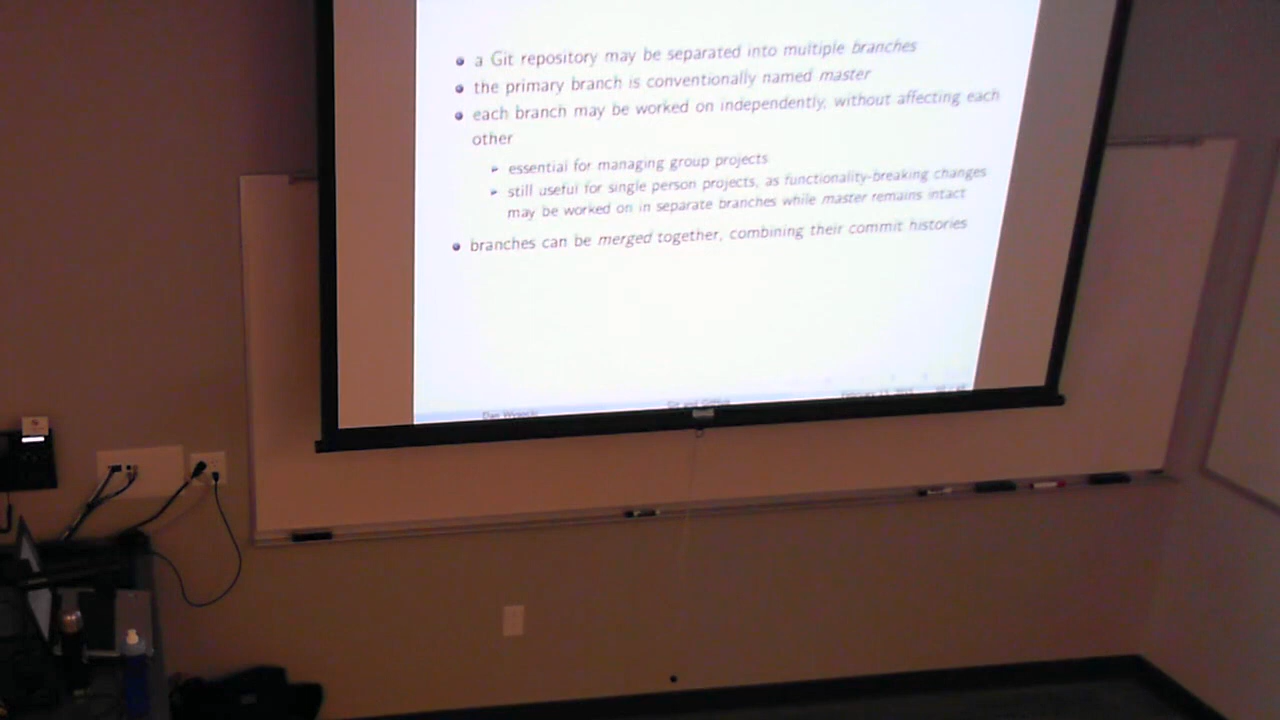 a Git repository may be separated into multiple branches
the primary branch is conventionally named master
each branch may be worked on independently, without affecting each
other
essential for managing group projects
still useful for single person projects, as functionality-breaking changes
may be worked on in separate branches while master remains intact
branches can be merged together, combining their commit histories
Git and GitHub